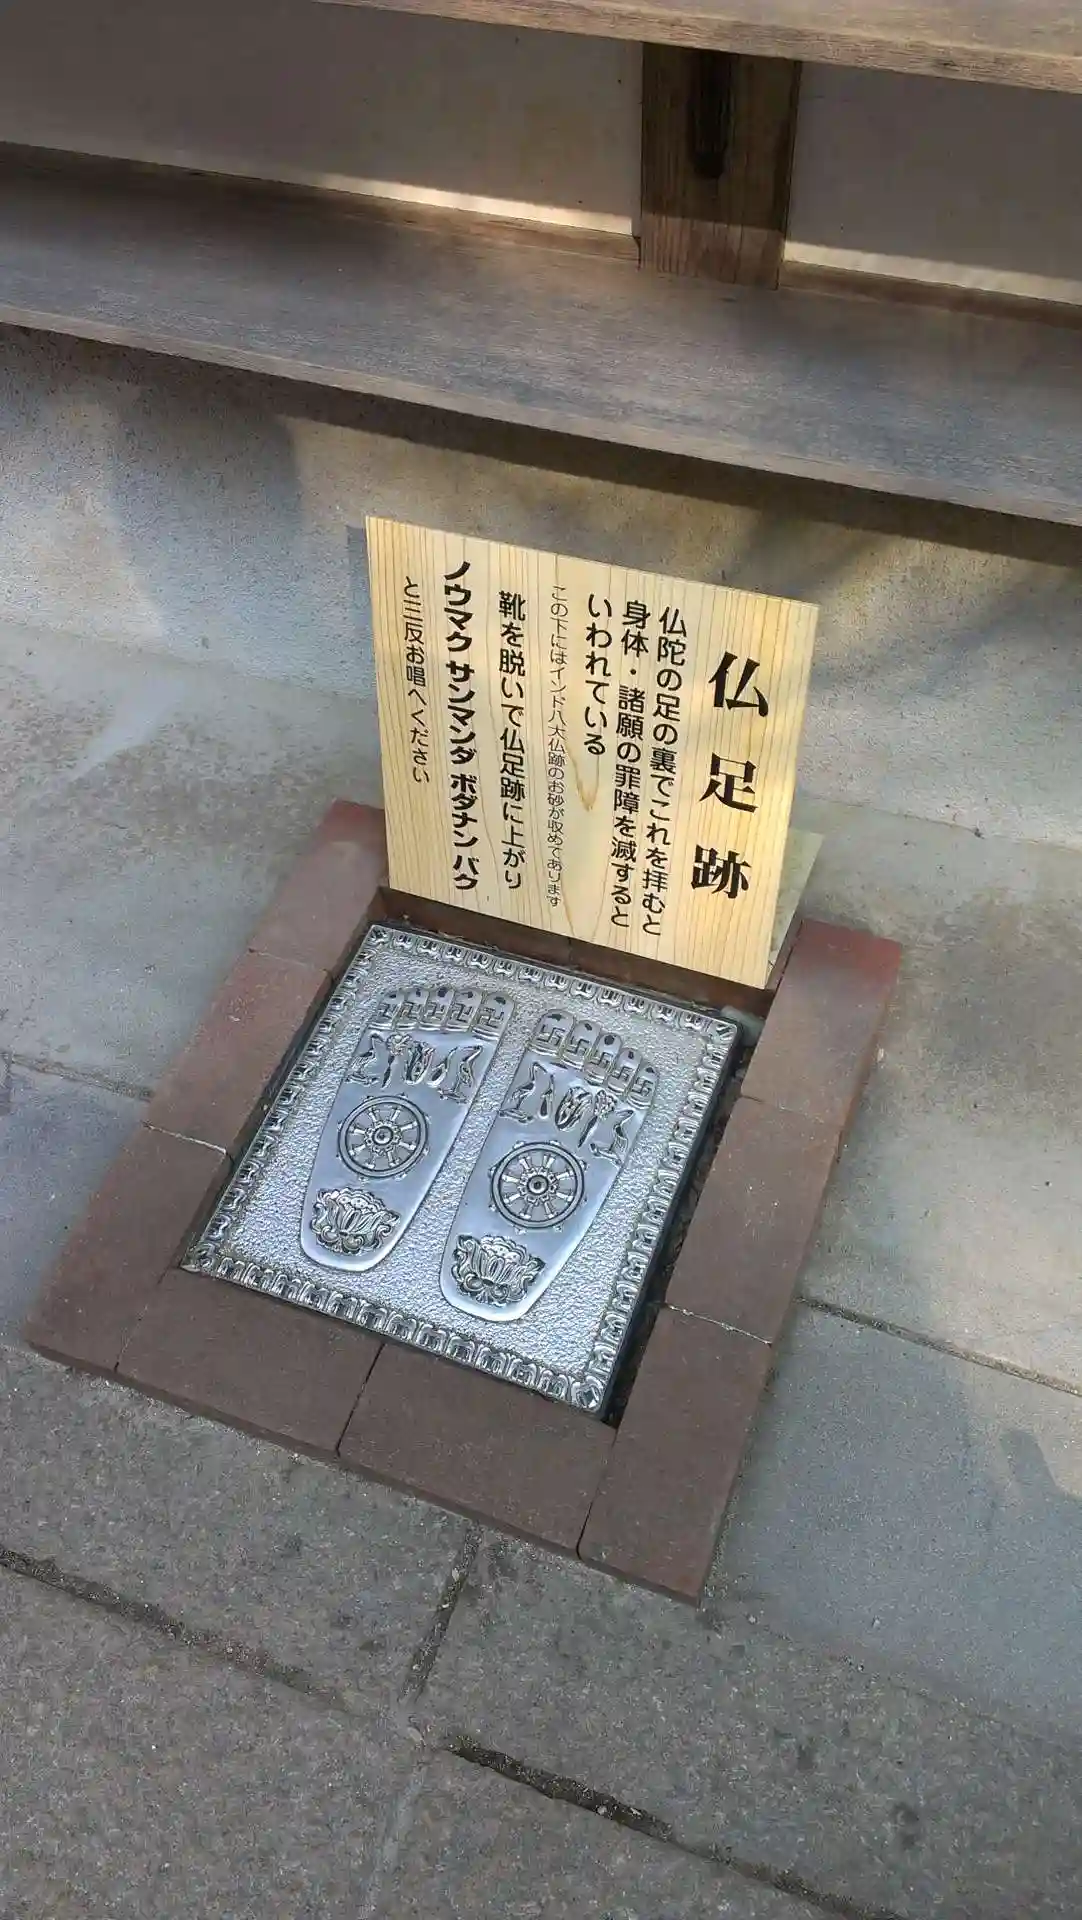 仏足跡
仏陀の足の裏でこれを拝むと
身体・諸願の罪障を滅すると
いわれている
この下にはインド八大仏跡のお砂が収めてあります
靴を脱いで仏足跡に上がり
ノウマク サンマンダ ボダナン バク
と三反お唱へください